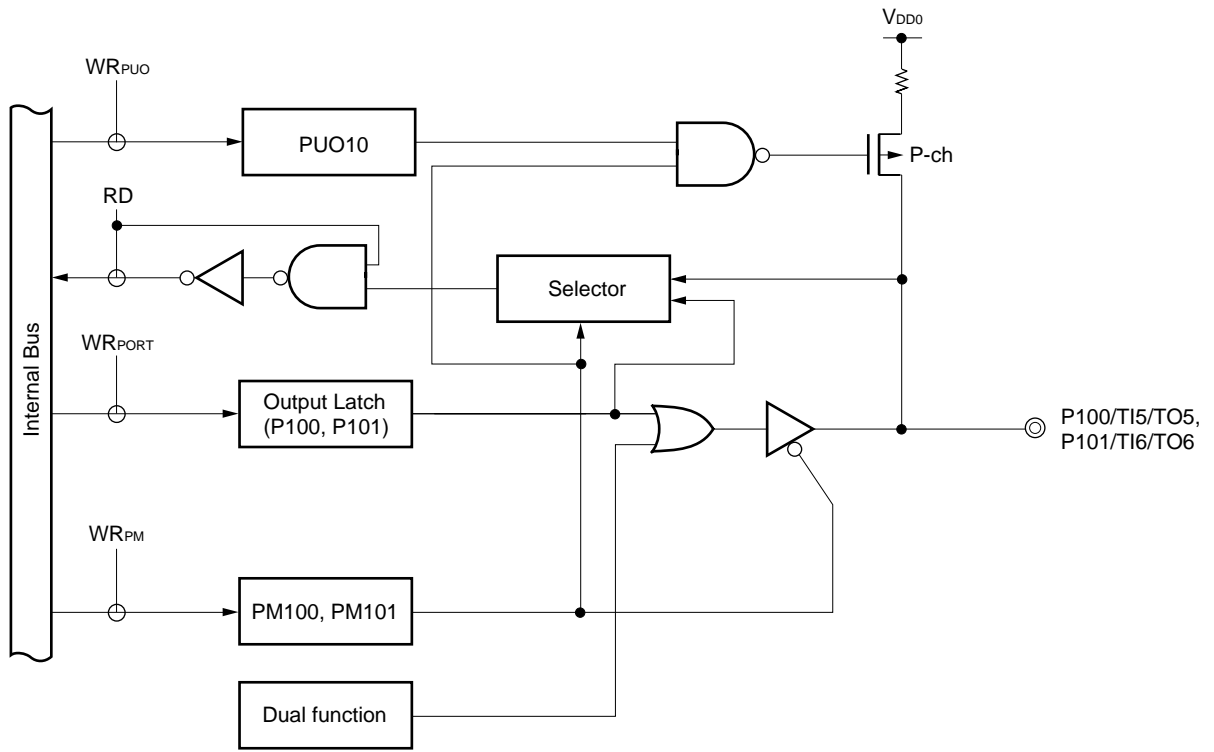 VDD0
WRPUO
PUO10
P-ch
RD
Selector
WRPORT
Internal Bus
Output Latch
(P100, P101)
P100/TI5/TO5,
P101/TI6/TO6
WRPM
PM100, PM101
Dual function